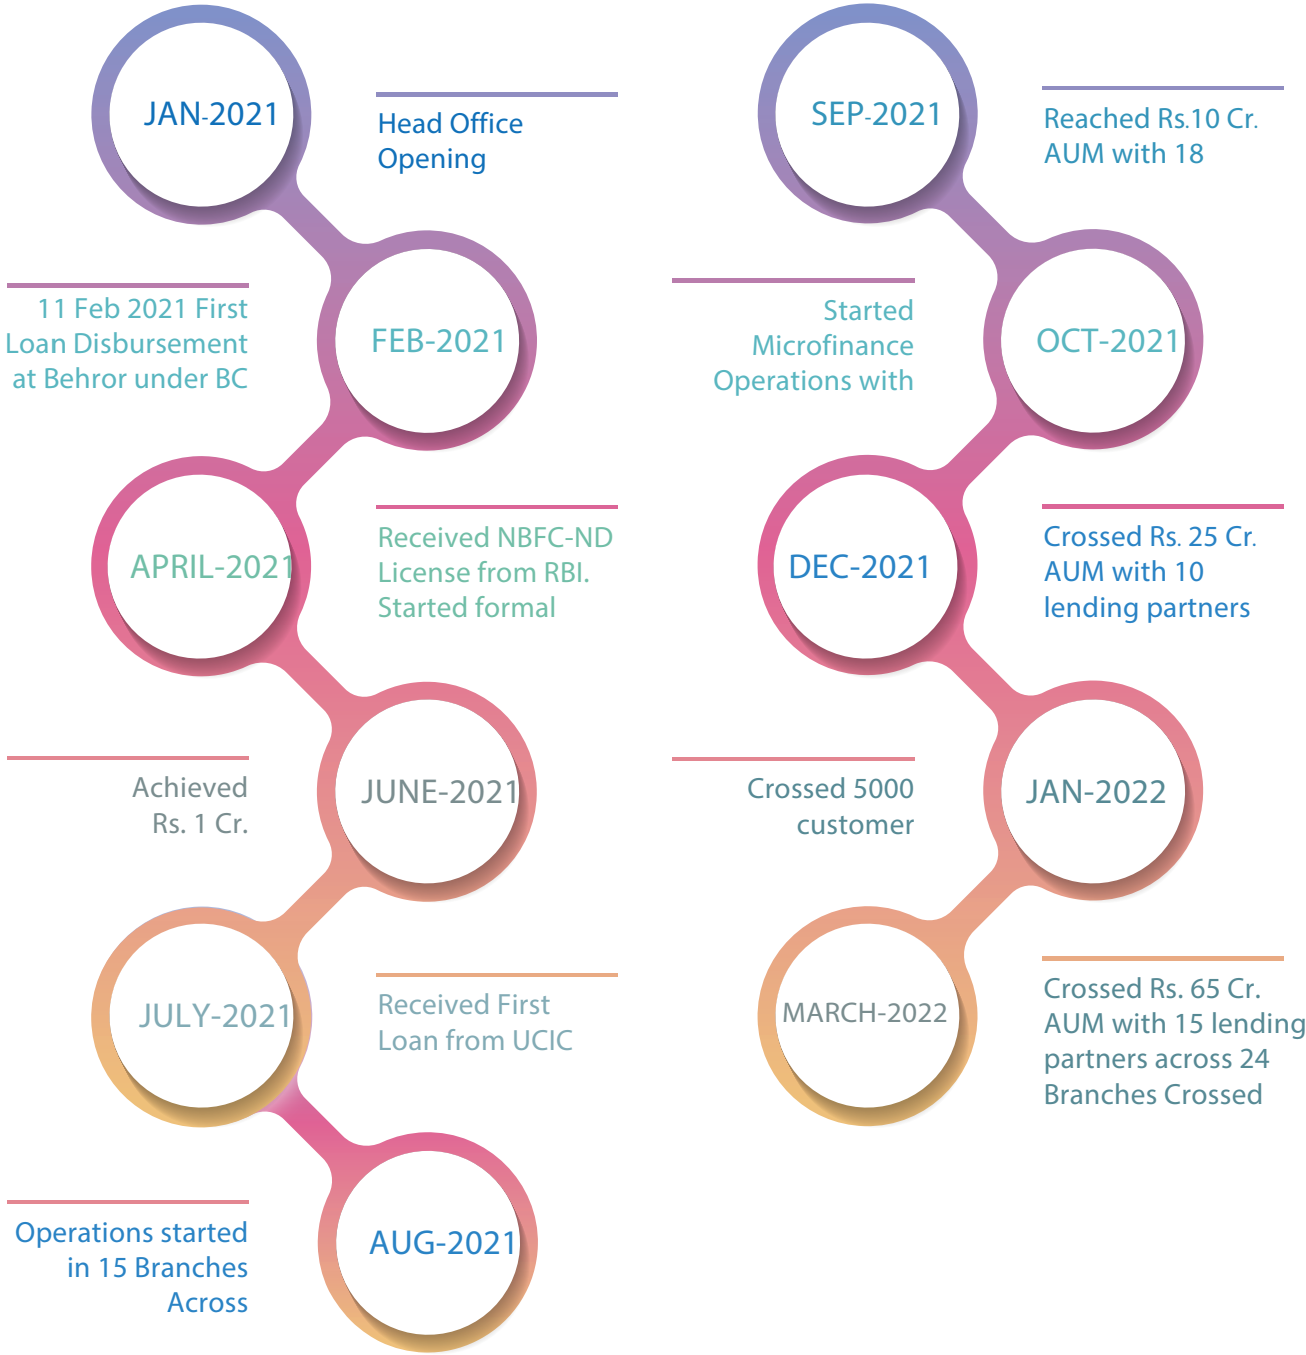 JAN-2021
Head Office
Opening
FEB-2021
11 Feb 2021 First
Loan Disbursement
at Behror under BC
APRIL-2021
Received NBFC-ND
License from RBI.
Started formal
JUNE-2021
Achieved
Rs. 1 Cr.
JULY-2021
Received First
Loan from UCIC
AUG-2021
Operations started
in 15 Branches
Across
SEP-2021
Reached Rs.10 Cr.
AUM with 18
OCT-2021
Started
Microfinance
Operations with
DEC-2021
Crossed Rs. 25 Cr.
AUM with 10
lending partners
JAN-2022
Crossed 5000
customer
MARCH-2022
Crossed Rs. 65 Cr.
AUM with 15 lending
partners across 24
Branches Crossed